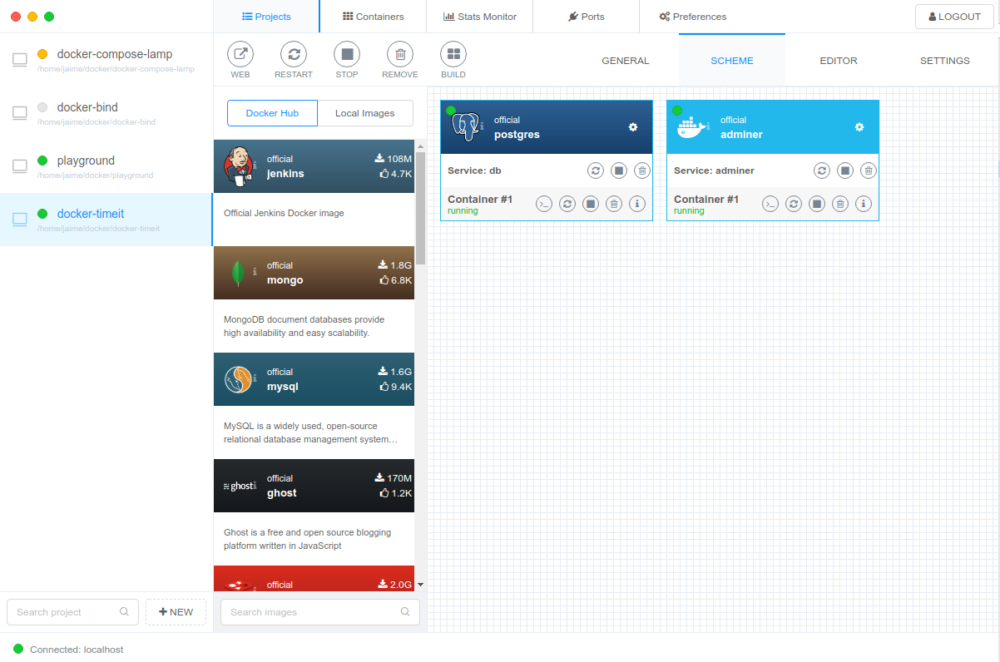 Projects
Containers
Stats Monitor
Ports
Preferences
LOGOUT
docker-compose-lamp
/home/jaime/docker/docker-compose-lamp
docker-bind
/home/jaime/docker/docker-bind
playground
/home/jaime/docker/playground
docker-timeit
/home/jaime/docker/docker-timeit
Search project
NEW
WEB
RESTART
STOP
REMOVE
BUILD
GENERAL
SCHEME
EDITOR
SETTINGS
Docker Hub
Local Images
official
108M
jenkins
4.7K
Official Jenkins Docker image
official
1.8G
mongo
6.8K
MongoDB document databases provide
high availability and easy scalability.
official
1.6G
mysql
9.4K
MySQL is a widely used, open-source
relational database management system…
ghost
official
170M
ghost
1.2K
Ghost is a free and open source blogging
platform written in JavaScript
official
2.0G
Search images
official
postgres
Service: db
Container #1
running
official
adminer
Service: adminer
Container #1
running
Connected: localhost